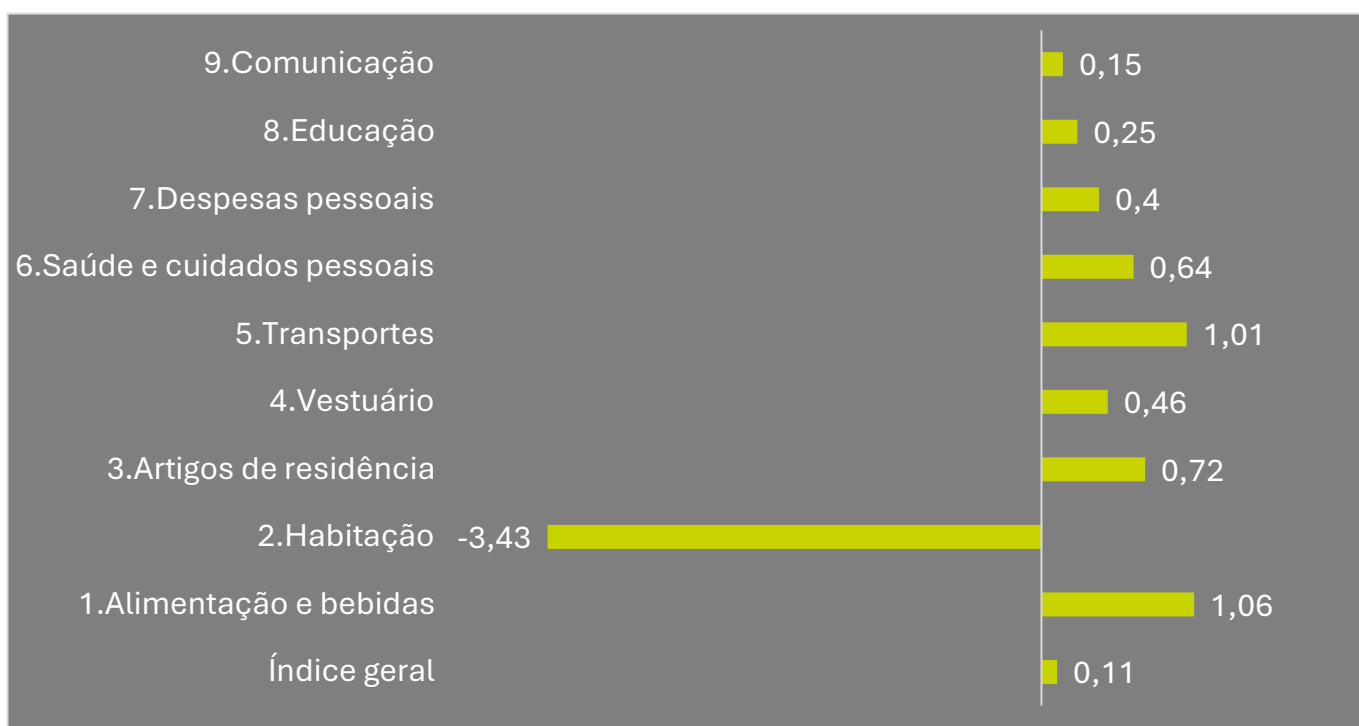 9.Comunicação 0,15
8.Educação 0,25
7.Despesas pessoais 0,4
6.Saúde e cuidados pessoais 0,64
5.Transportes 1,01
4.Vestuário 0,46
3.Artigos de residência 0,72
2.Habitação -3,43
1.Alimentação e bebidas 1,06
Índice geral 0,11